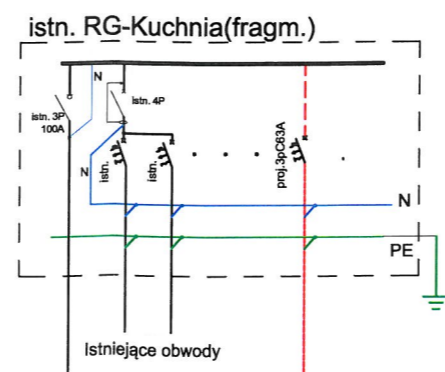 istn. RG-Kuchnia(fragm.)
N
istn. 3P
100A
istn. 4P
N
istn.
istn.
proj.3pC63A
N
PE
Istniejące obwody